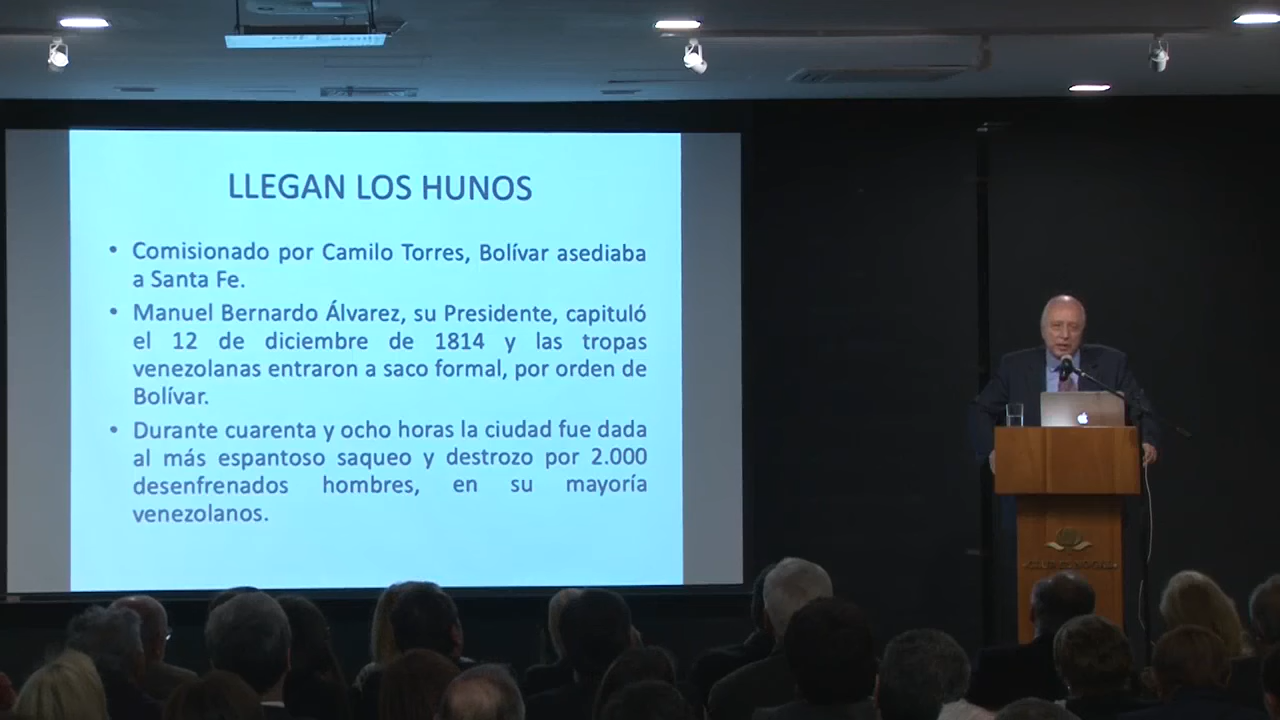 LLEGAN LOS HUNOS
• Comisionado por Camilo Torres, Bolívar asediaba
a Santa Fe.
• Manuel Bernardo Álvarez, su Presidente, capituló
el 12 de diciembre de 1814 y las tropas
venezolanas entraron a saco formal, por orden de
Bolívar.
• Durante cuarenta y ocho horas la ciudad fue dada
al más espantoso saqueo y destrozo por 2.000
desenfrenados hombres, en su mayoría
venezolanos.